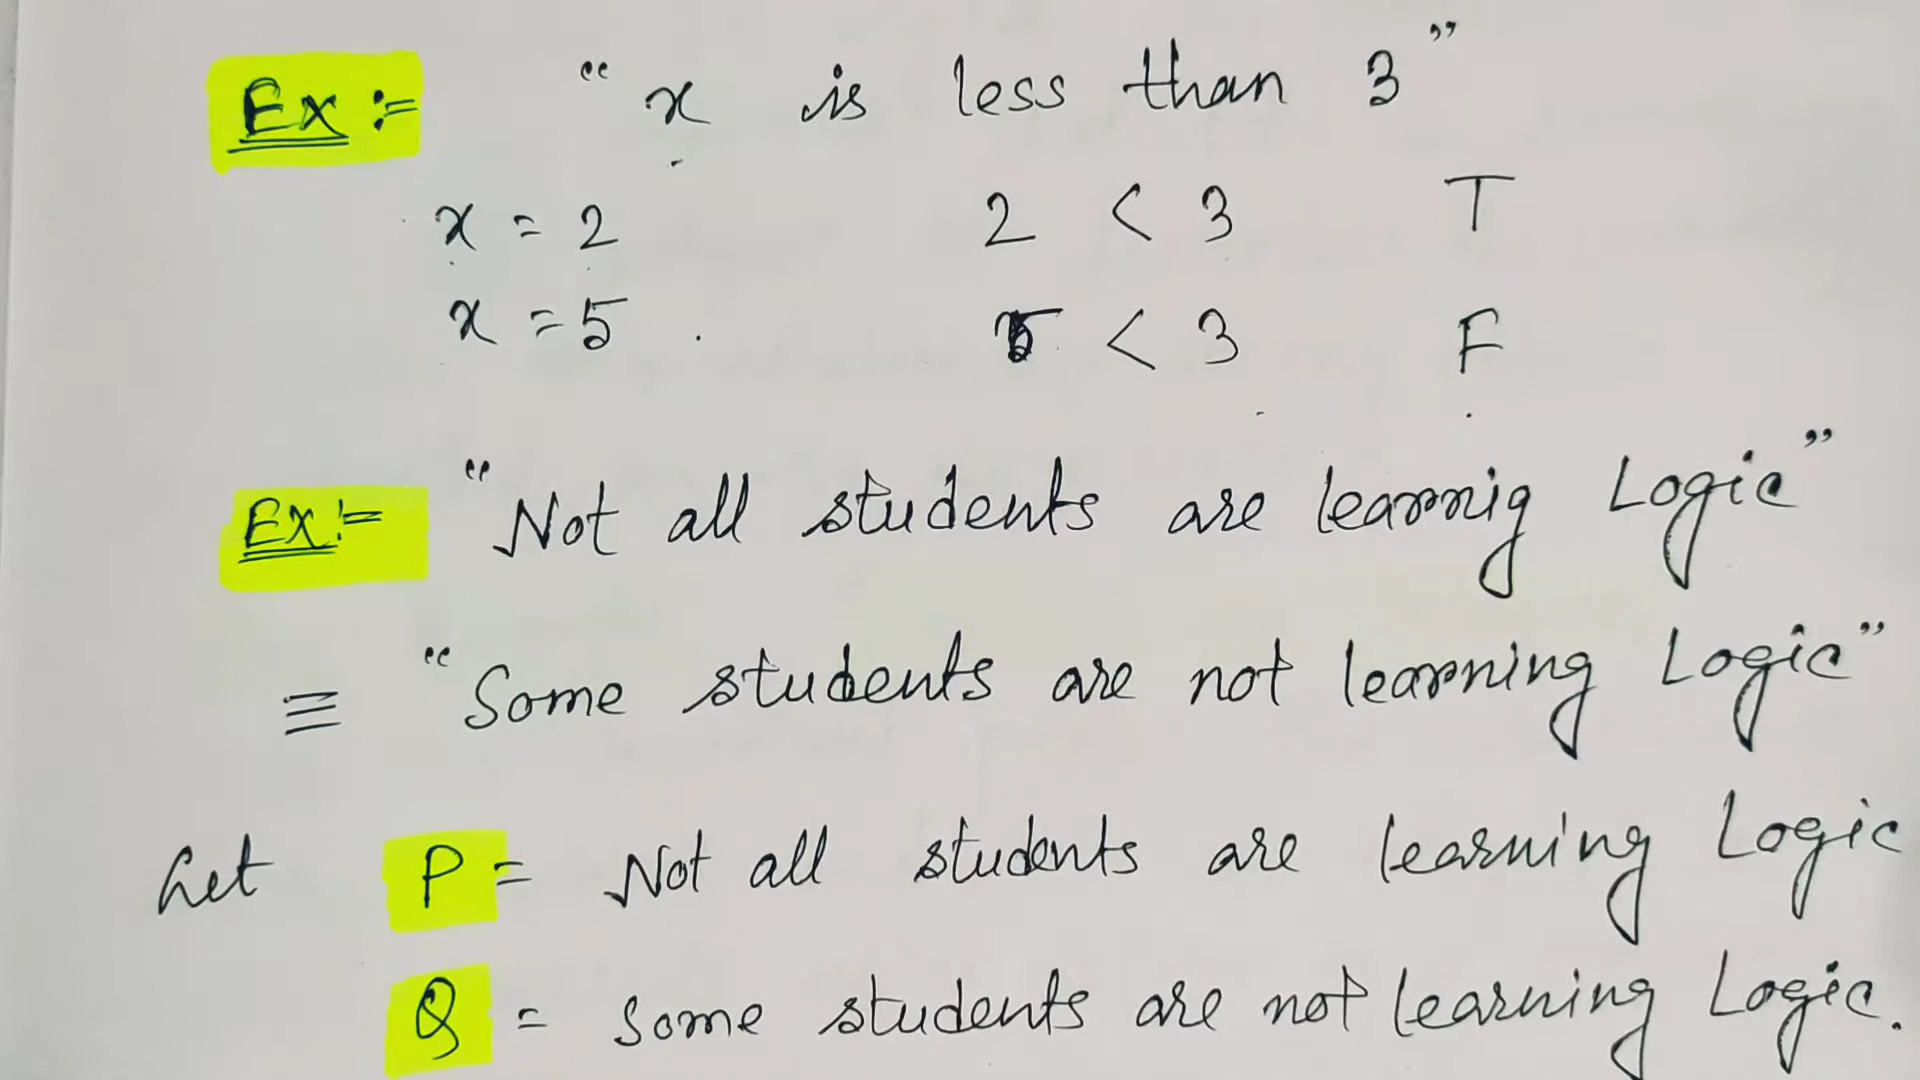 Ex :- “x is less than 3”
x = 2 2 < 3 T
x = 5 . 5 < 3 F
Ex :- “Not all students are learnig Logic”
≡ “Some students are not learning Logic”
Let P = Not all students are learning Logic
Q = Some students are not learning Logic.